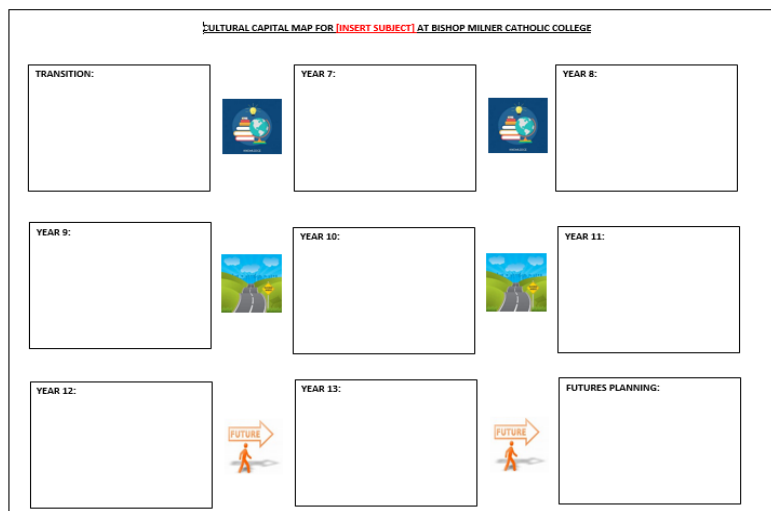 CULTURAL CAPITAL MAP FOR [INSERT SUBJECT] AT BISHOP MILNER CATHOLIC COLLEGE
TRANSITION:
YEAR 7:
YEAR 8:
YEAR 9:
YEAR 10:
YEAR 11:
YEAR 12:
FUTURE
YEAR 13:
FUTURE
FUTURES PLANNING: